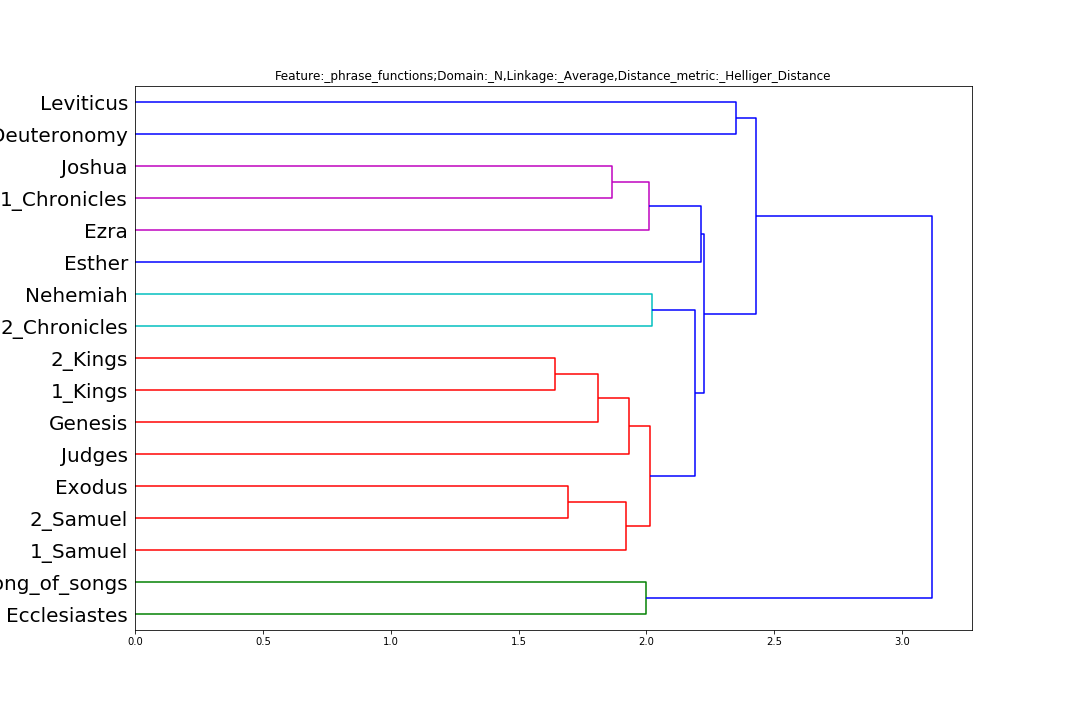 Feature:_phrase_functions;Domain:_N,Linkage:_Average,Distance_metric:_Helliger_Distance
Leviticus
Deuteronomy
Joshua
1_Chronicles
Ezra
Esther
Nehemiah
2_Chronicles
2_Kings
1_Kings
Genesis
Judges
Exodus
2_Samuel
1_Samuel
ong_of_songs
Ecclesiastes
0.0 0.5 1.0 1.5 2.0 2.5 3.0